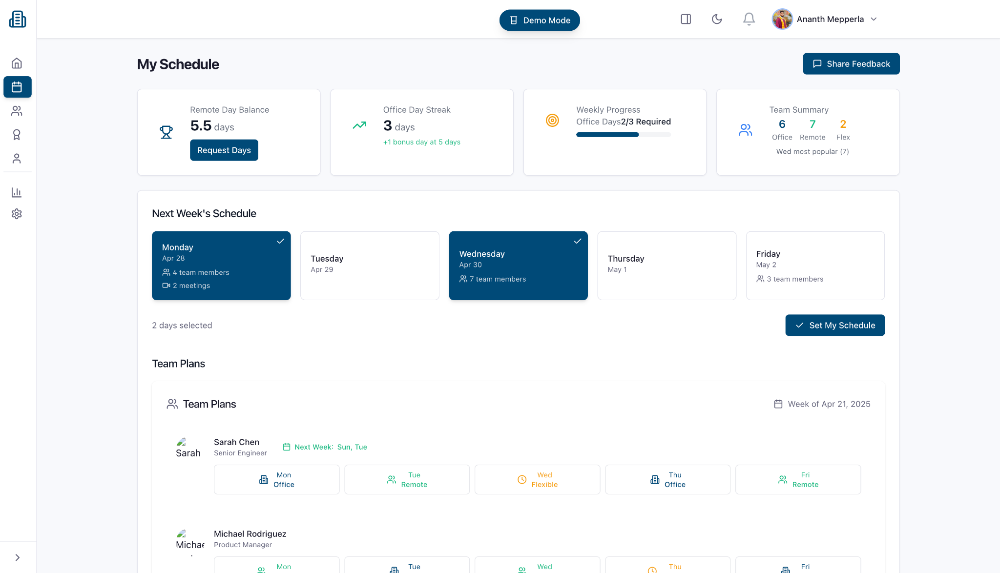 Demo Mode
Ananth Mepperla
My Schedule
Share Feedback
Remote Day Balance
5.5 days
Request Days
Office Day Streak
3 days
+1 bonus day at 5 days
Weekly Progress
Office Days2/3 Required
Team Summary
6 7 2
Office Remote Flex
Wed most popular (7)
Next Week's Schedule
Monday
Apr 28
4 team members
2 meetings
Tuesday
Apr 29
Wednesday
Apr 30
7 team members
Thursday
May 1
Friday
May 2
3 team members
2 days selected
Set My Schedule
Team Plans
Team Plans
Week of Apr 21, 2025
Sarah
Sarah Chen
Senior Engineer
Next Week: Sun, Tue
Mon
Office
Tue
Remote
Wed
Flexible
Thu
Office
Fri
Remote
Michae
Michael Rodriguez
Product Manager
Mon
Tue
Wed
Thu
Fri